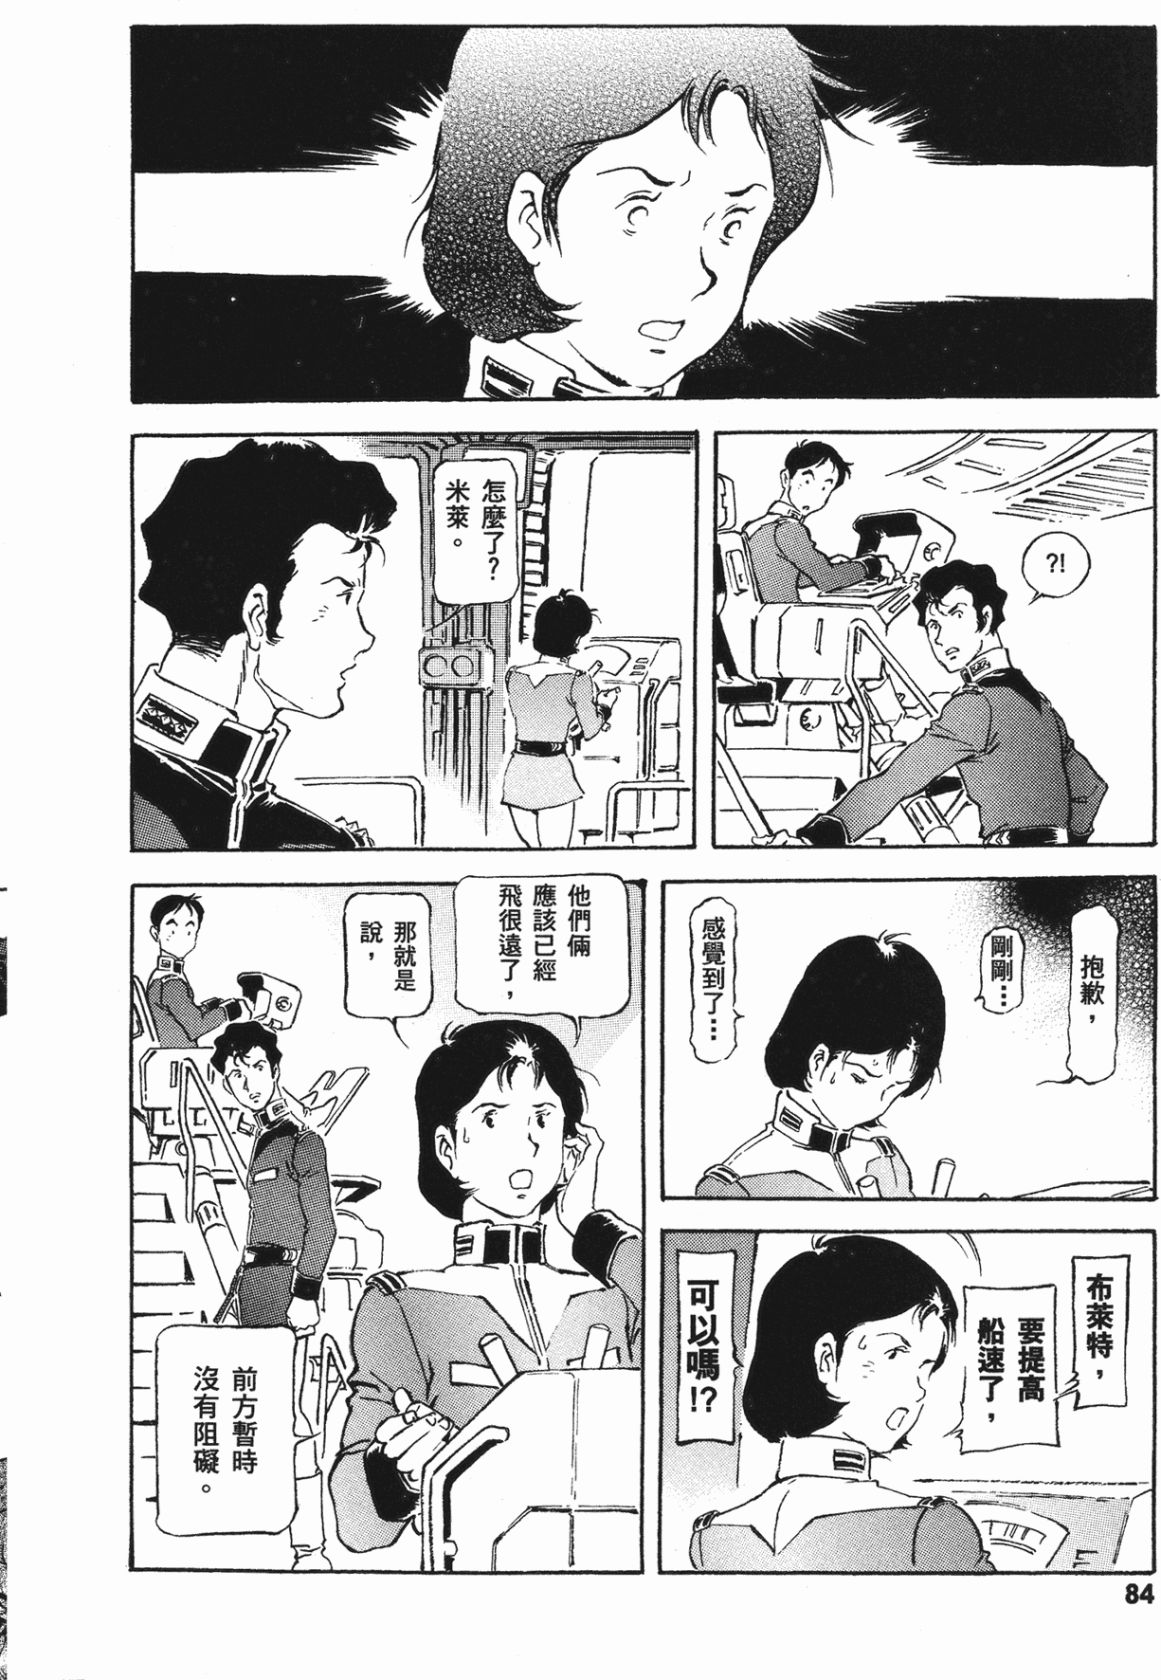 ?!
怎麼了?
米萊。
抱歉,
剛剛…
感覺到了…
布萊特,
要提高
船速了,
可以嗎!?
他們倆
應該已經
飛很遠了,
那就是
說,
前方暫時
沒有阻礙。
84